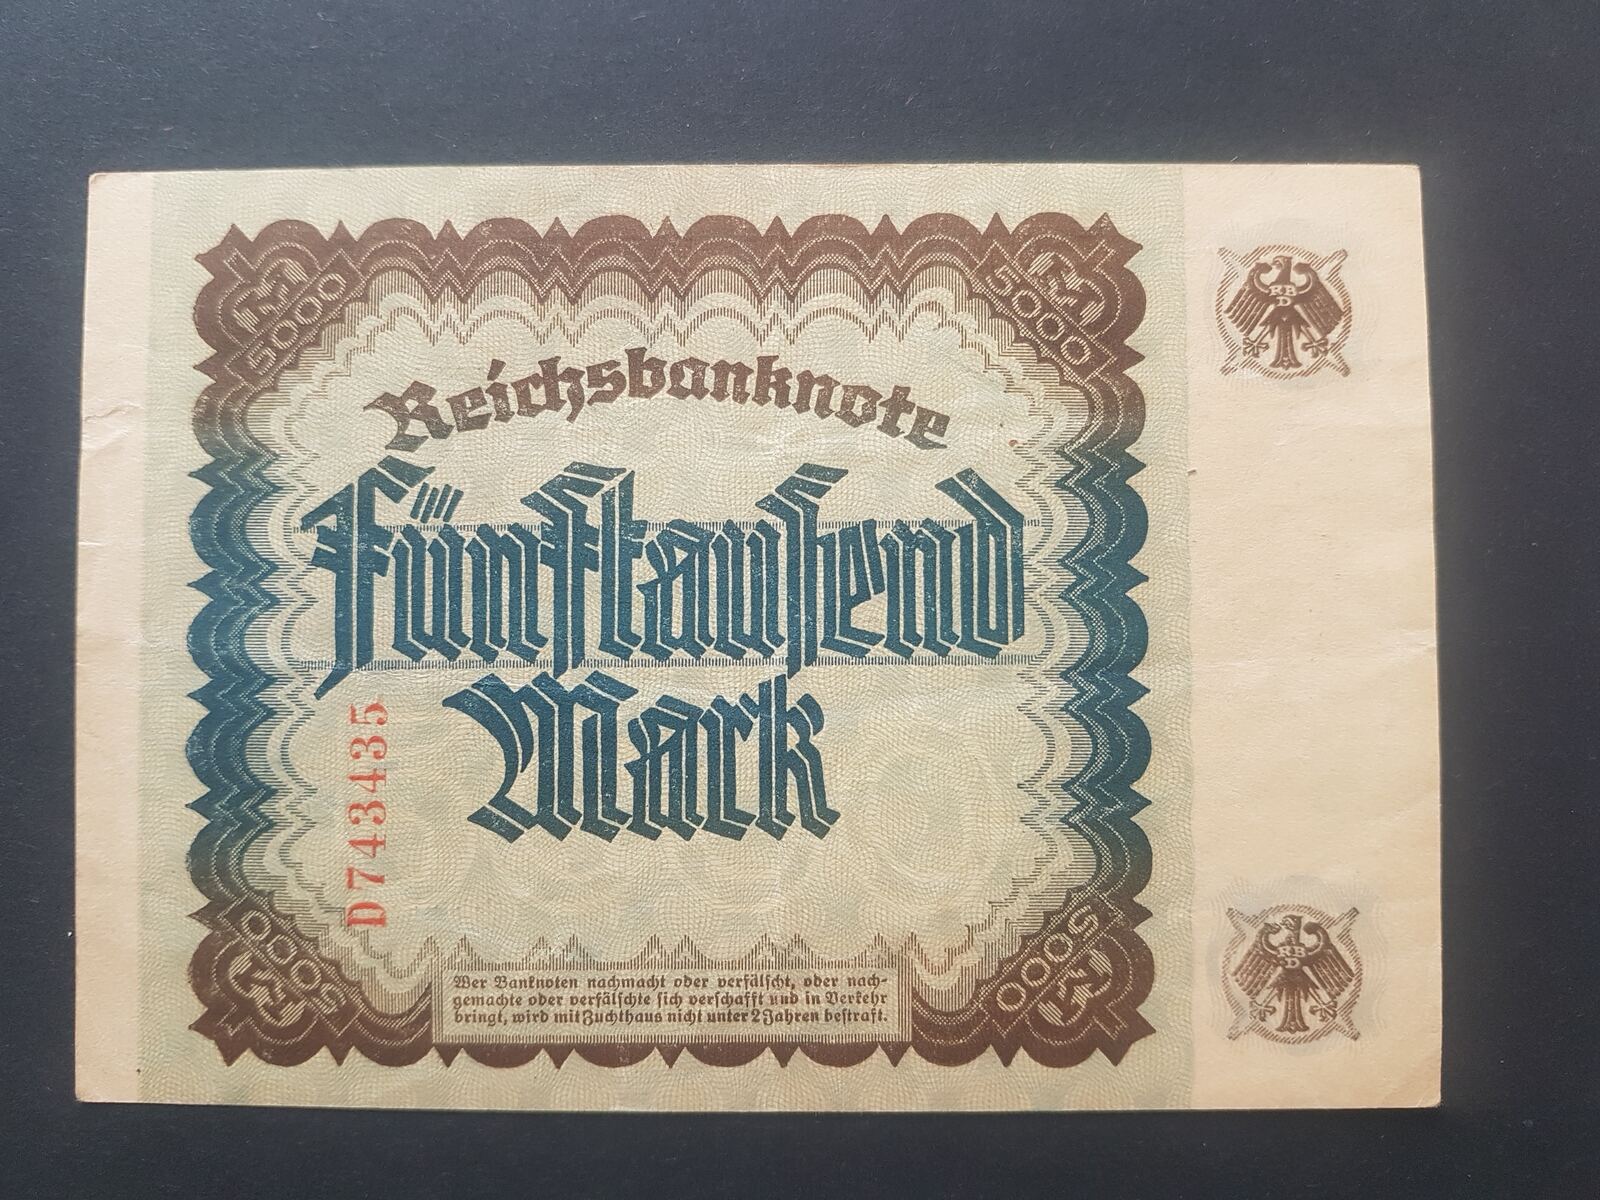 M
5000
M
5000
RBD
Reichsbanknote
Fünftausend
Mark
D743435
5000
M
5000
M
RBD
Wer Banknoten nachmacht oder verfälscht, oder nach-
gemachte oder verfälschte sich verschafft und in Verkehr
bringt, wird mit Zuchthaus nicht unter 2 Jahren bestraft.